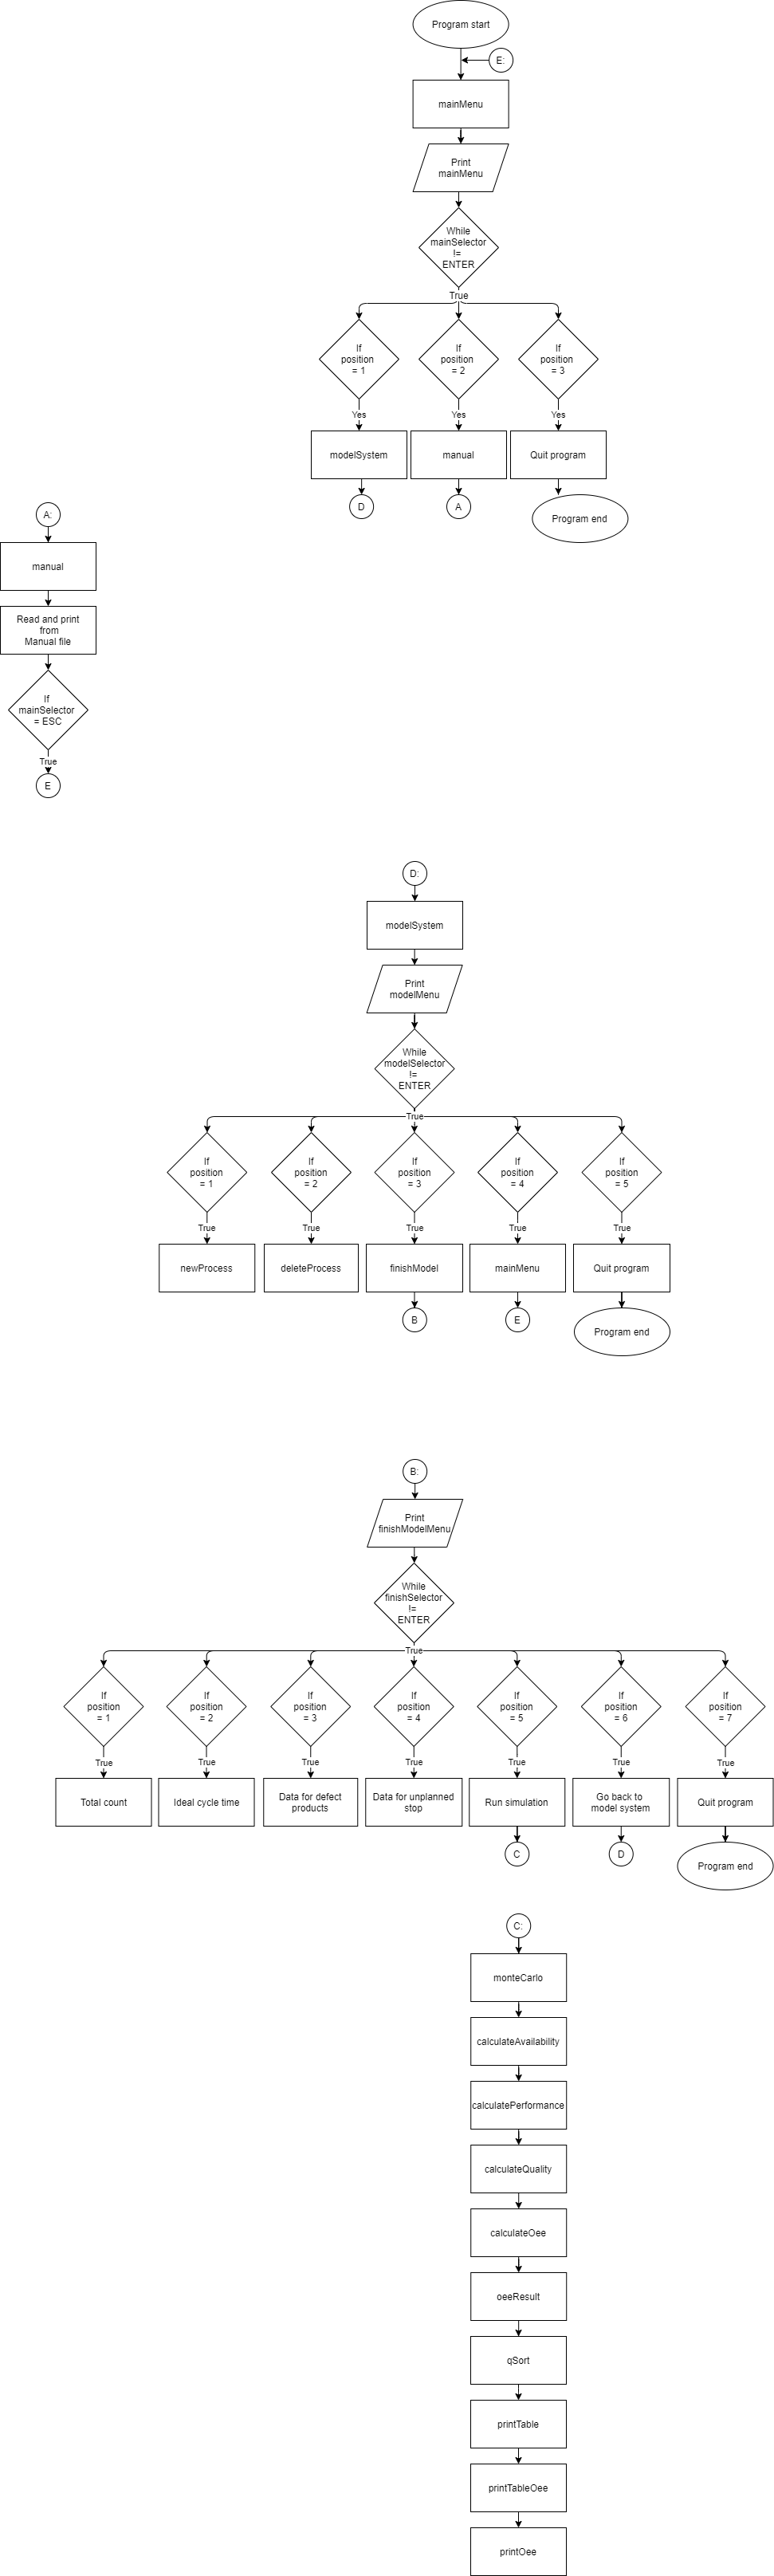 Program start
E:
mainMenu
Print
mainMenu
While
mainSelector
!=
ENTER
True
If
position
= 1
If
position
= 2
If
position
= 3
Yes
Yes
Yes
modelSystem
manual
Quit program
D
A
Program end
A:
manual
Read and print
from
Manual file
If
mainSelector
= ESC
True
E
D:
modelSystem
Print
modelMenu
While
modelSelector
!=
ENTER
True
If
position
= 1
If
position
= 2
If
position
= 3
If
position
= 4
If
position
= 5
True
True
True
True
True
newProcess
deleteProcess
finishModel
mainMenu
Quit program
B
E
Program end
B:
Print
finishModelMenu
While
finishSelector
!=
ENTER
True
If
position
= 1
If
position
= 2
If
position
= 3
If
position
= 4
If
position
= 5
If
position
= 6
If
position
= 7
True
True
True
True
True
True
True
Total count
Ideal cycle time
Data for defect
products
Data for unplanned
stop
Run simulation
Go back to
model system
Quit program
C
D
Program end
C:
monteCarlo
calculateAvailability
calculatePerformance
calculateQuality
calculateOee
oeeResult
qSort
printTable
printTableOee
printOee